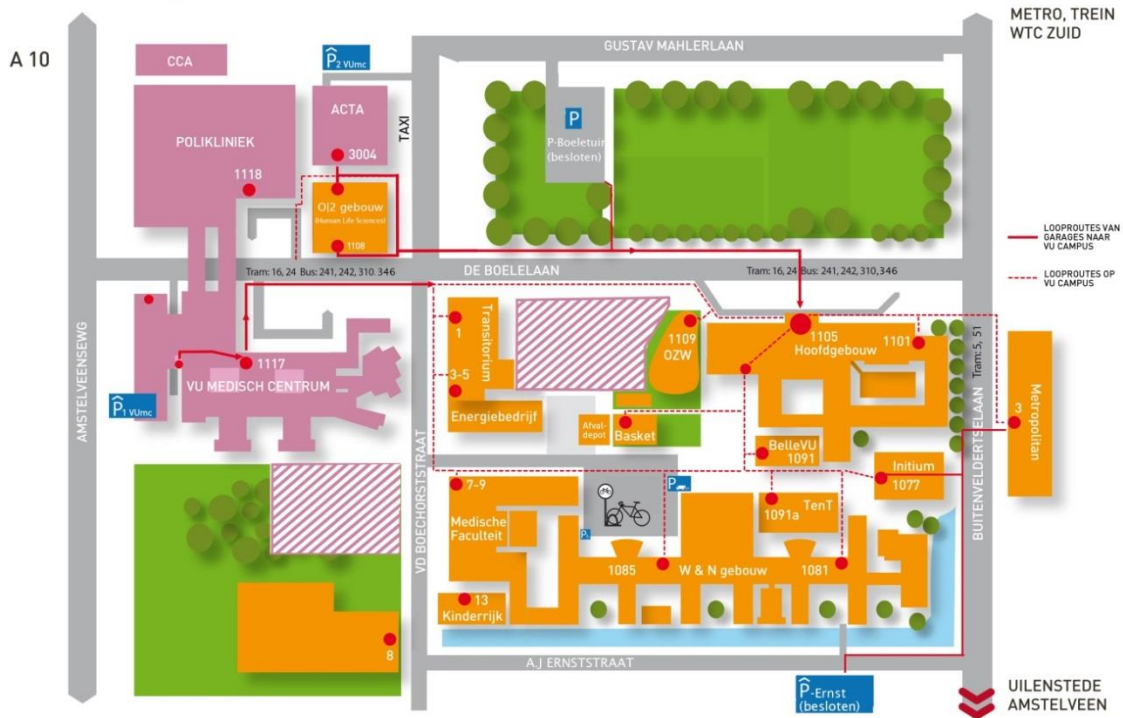 METRO, TREIN
WTC ZUID
A 10
GUSTAV MAHLERLAAN
CCA
P2 VUmc
ACTA
TAXI
P
P-Boeletuin
(besloten)
POLIKLINIEK
3004
1118
O|2 gebouw
(Human Life Sciences)
1108
LOOPROUTES VAN
GARAGES NAAR
VU CAMPUS
LOOPROUTES OP
VU CAMPUS
Tram: 16, 24 Bus: 241, 242, 310. 346
DE BOELELAAN
Tram: 16, 24 Bus: 241, 242, 310, 346
AMSTELVEENSEWG
1117
VU MEDISCH CENTRUM
P1 VUmc
VD BOECHORSTSTRAAT
Transitorium
1
3-5
Energiebedrijf
1109
OZW
1105
Hoofdgebouw
1101
Tram: 5, 51
BUITENVELDERTSELAAN
3
Metropolitan
Afval-
depot
Basket
BelleVU
1091
Initium
1077
7-9
Medische
Faculteit
P
P
TenT
1091a
1085
W & N gebouw
1081
13
Kinderrijk
8
A.J ERNSTSTRAAT
P-Ernst
(besloten)
UILENSTEDE
AMSTELVEEN